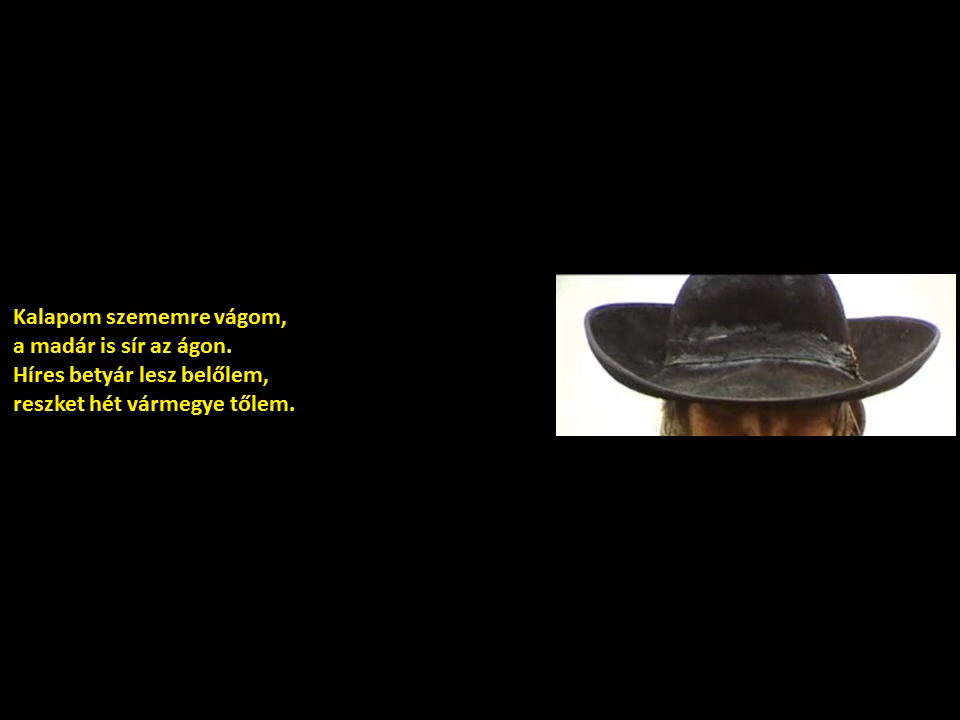 Kalapom szememre vágom,
a madár is sír az ágon.
Híres betyár lesz belőlem,
reszket hét vármegye tőlem.